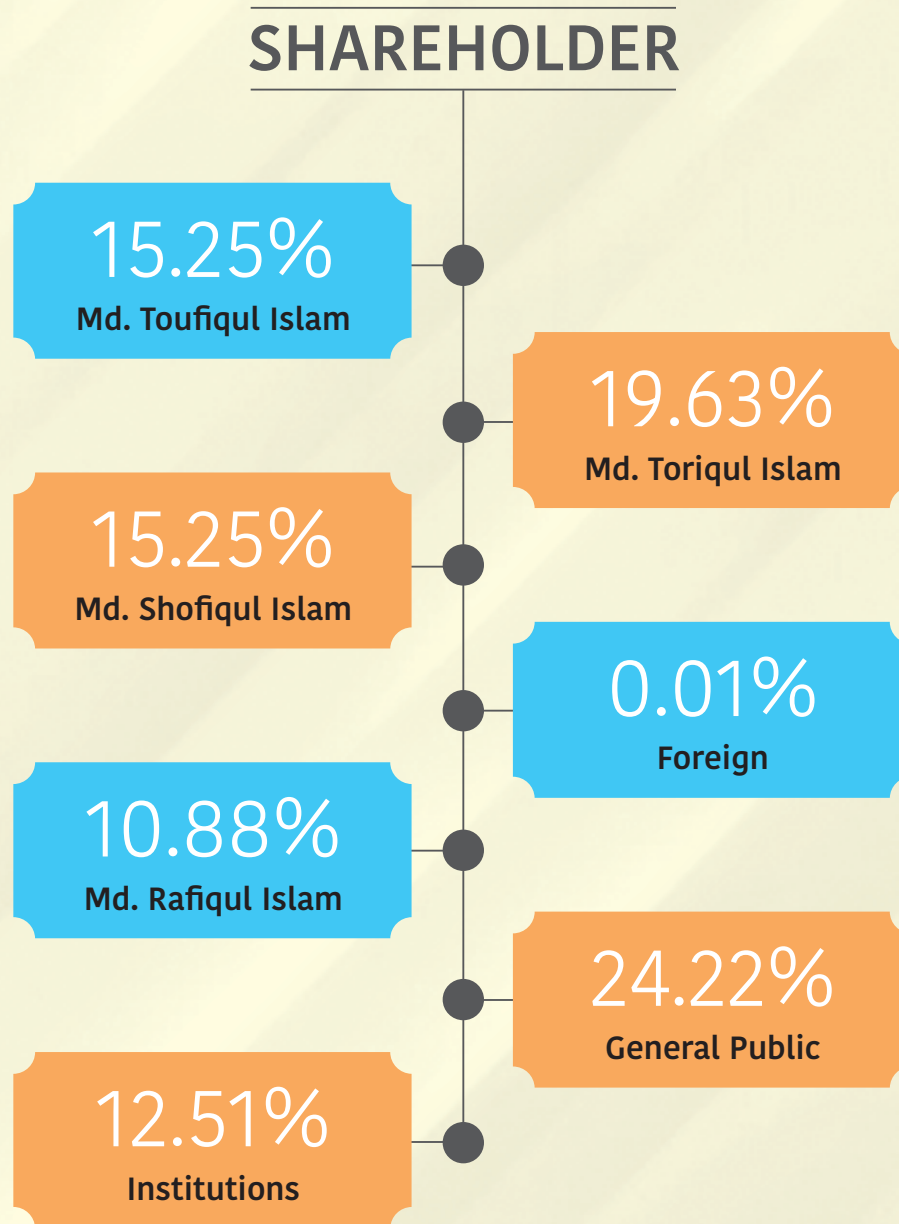 SHAREHOLDER
15.25%
Md. Toufiqul Islam
19.63%
Md. Toriqul Islam
15.25%
Md. Shofiqul Islam
0.01%
Foreign
10.88%
Md. Rafiqul Islam
24.22%
General Public
12.51%
Institutions